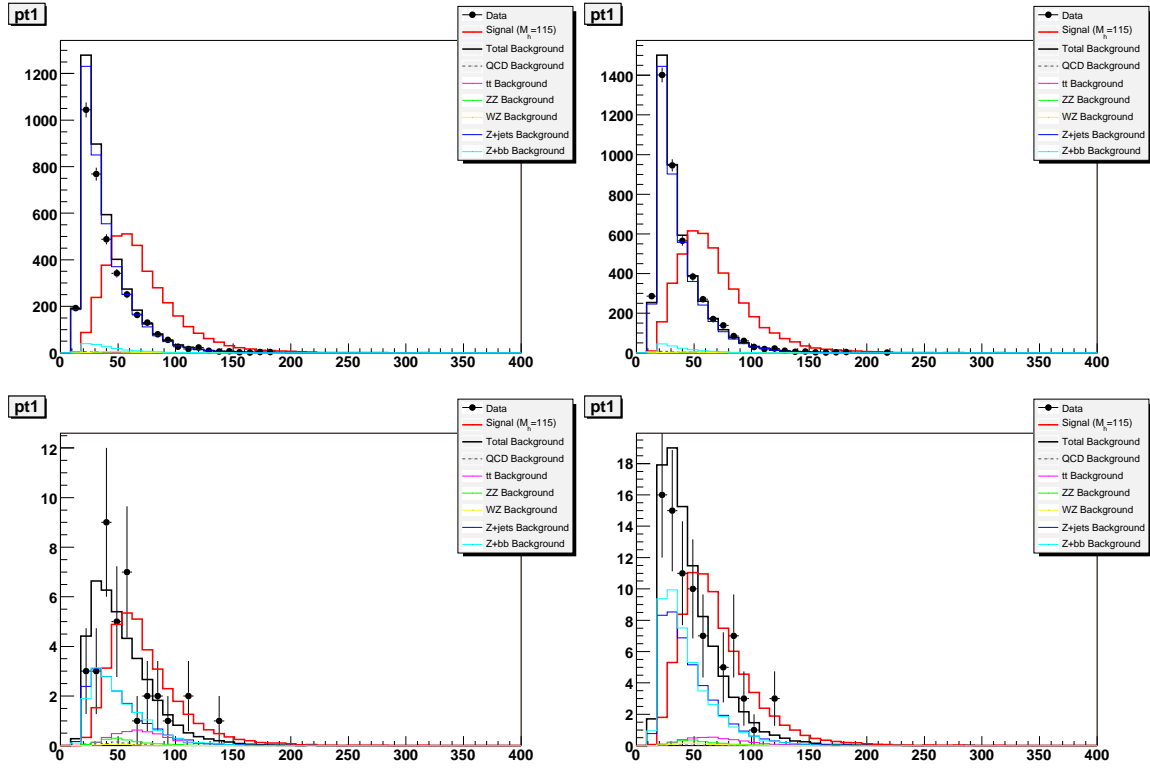 pt1
Data
Signal (M_h=115)
Total Background
QCD Background
tt Background
ZZ Background
WZ Background
Z+jets Background
Z+bb Background
1200
1000
800
600
400
200
0
0 50 100 150 200 250 300 350 400
pt1
Data
Signal (M_h=115)
Total Background
QCD Background
tt Background
ZZ Background
WZ Background
Z+jets Background
Z+bb Background
1400
1200
1000
800
600
400
200
0
0 50 100 150 200 250 300 350 400
pt1
Data
Signal (M_h=115)
Total Background
QCD Background
tt Background
ZZ Background
WZ Background
Z+jets Background
Z+bb Background
12
10
8
6
4
2
0
0 50 100 150 200 250 300 350 400
pt1
Data
Signal (M_h=115)
Total Background
QCD Background
tt Background
ZZ Background
WZ Background
Z+jets Background
Z+bb Background
18
16
14
12
10
8
6
4
2
0
0 50 100 150 200 250 300 350 400